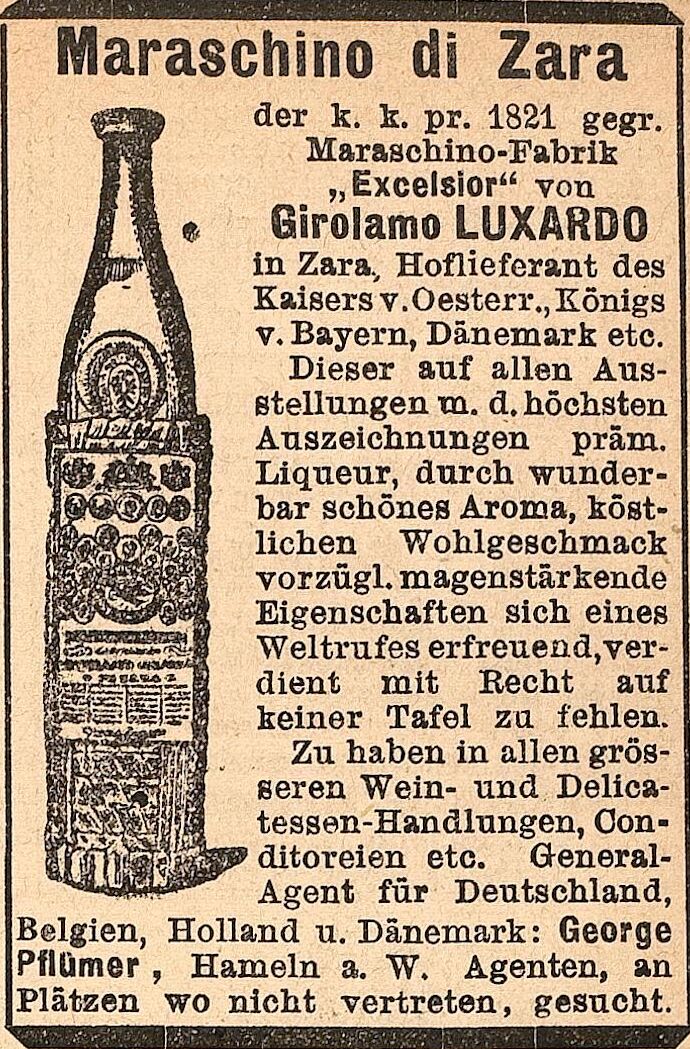 Maraschino di Zara
der k. k. pr. 1821 gegr.
Maraschino-Fabrik
„Excelsior“ von
Girolamo LUXARDO
in Zara, Hoflieferant des
Kaisers v. Oesterr., Königs
v. Bayern, Dänemark etc.
Dieser auf allen Aus-
stellungen m. d. höchsten
Auszeichnungen präm.
Liqueur, durch wunder-
bar schönes Aroma, köst-
lichen Wohlgeschmack
vorzügl. magenstärkende
Eigenschaften sich eines
Weltrufes erfreuend, ver-
dient mit Recht auf
keiner Tafel zu fehlen.
Zu haben in allen grös-
seren Wein- und Delica-
tessen-Handlungen, Con-
ditoreien etc. General-
Agent für Deutschland,
Belgien, Holland u. Dänemark: George
Pflümer, Hameln a. W. Agenten, an
Plätzen wo nicht vertreten, gesucht.